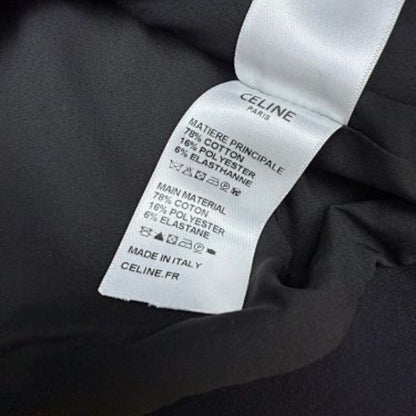 CELINE
PARIS
MATIERE PRINCIPALE
78% COTTON
16% POLYESTER
6% ELASTHANNE
MAIN MATERIAL
78% COTON
16% POLYESTER
6% ELASTANE
MADE IN ITALY
CELINE.FR